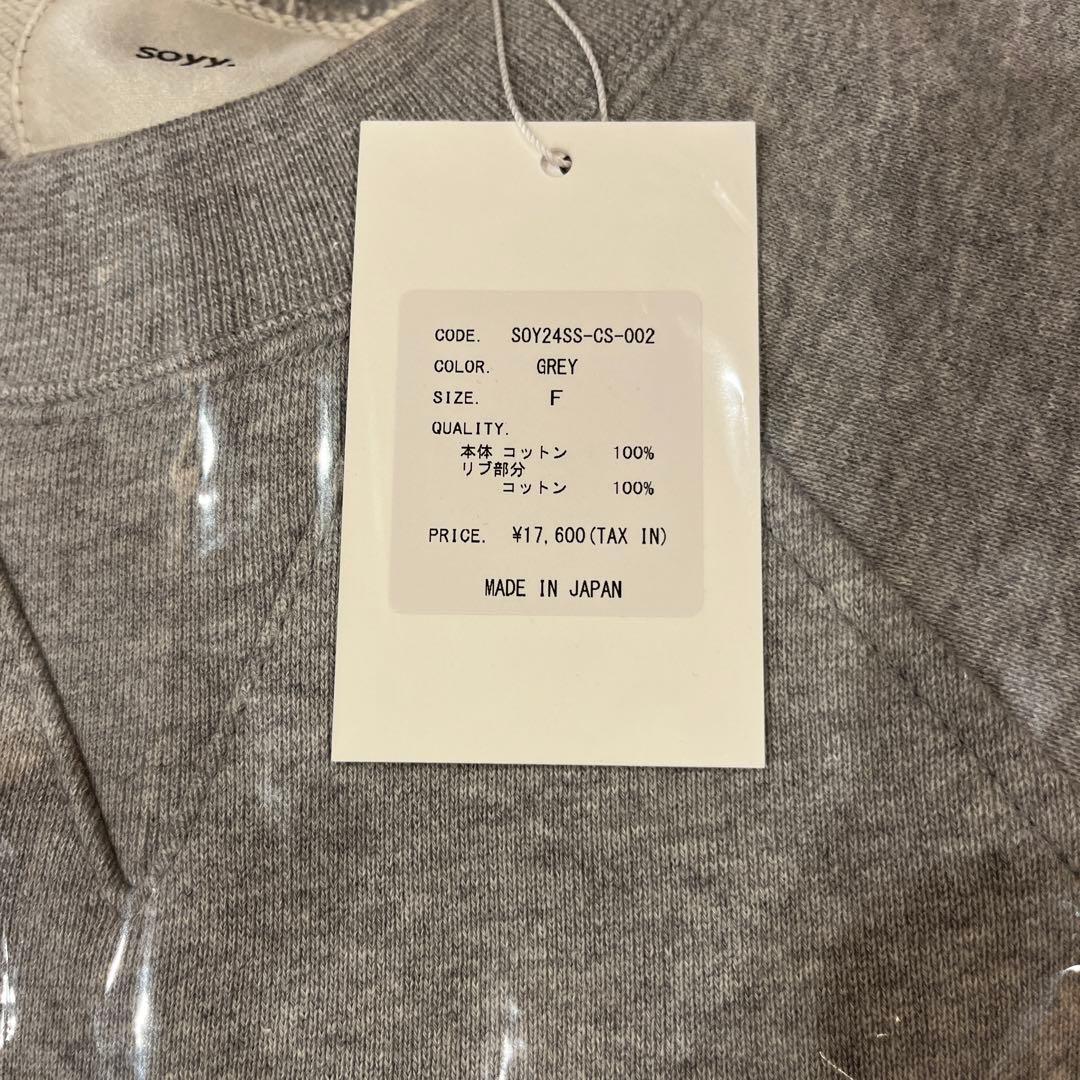 soyy.
CODE. SOY24SS-CS-002
COLOR. GREY
SIZE. F
QUALITY.
本体 コットン 100%
リブ部分
コットン 100%
PRICE. ¥17,600(TAX IN)
MADE IN JAPAN